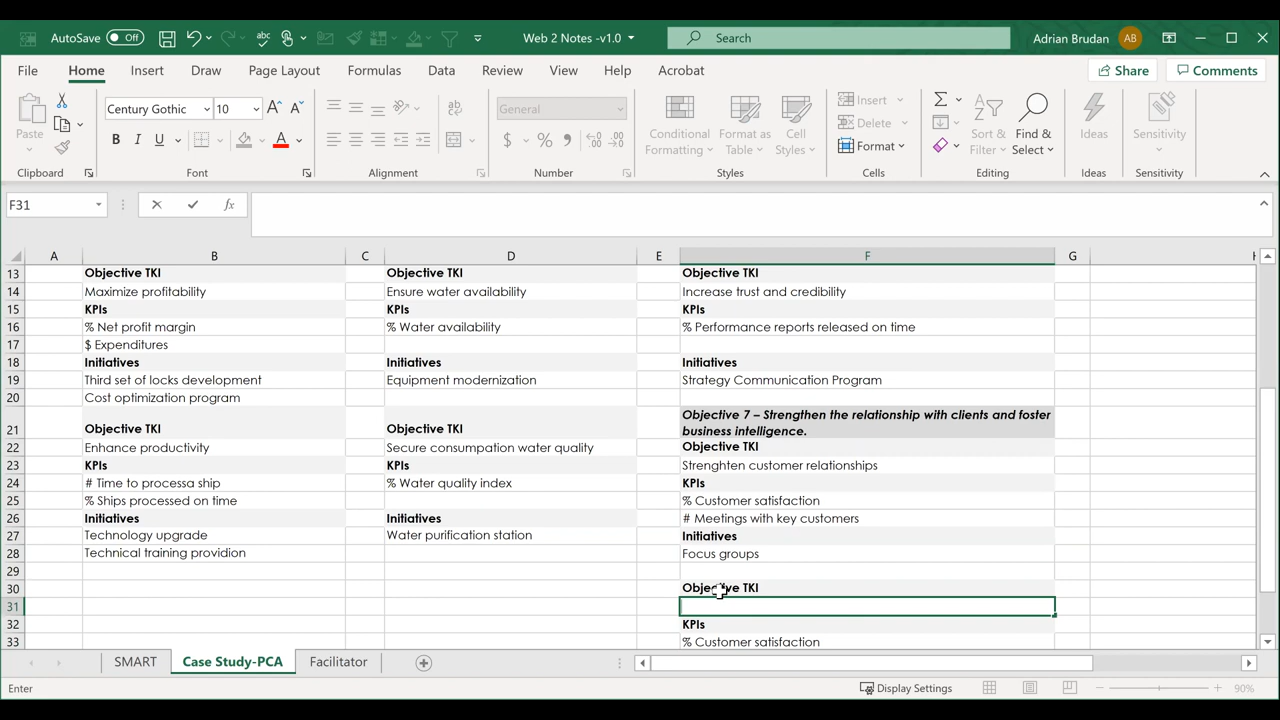 AutoSave Off Web 2 Notes -v1.0 Search Adrian Brudan AB
File Home Insert Draw Page Layout Formulas Data Review View Help Acrobat Share Comments
Century Gothic 10 General Insert Delete Format
Paste B I U A $ % Conditional Formatting Format as Table Cell Styles Sort & Filter Find & Select Ideas Sensitivity
Clipboard Font Alignment Number Styles Cells Editing Ideas Sensitivity
F31 fx
A B C D E F G H
13 Objective TKI Objective TKI Objective TKI
14 Maximize profitability Ensure water availability Increase trust and credibility
15 KPIs KPIs KPIs
16 % Net profit margin % Water availability % Performance reports released on time
17 $ Expenditures
18 Initiatives Initiatives Initiatives
19 Third set of locks development Equipment modernization Strategy Communication Program
20 Cost optimization program
Objective 7 – Strengthen the relationship with clients and foster
21 Objective TKI Objective TKI business intelligence.
Objective TKI
22 Enhance productivity Secure consumpation water quality
23 KPIs KPIs Strenghten customer relationships
24 # Time to processa ship % Water quality index KPIs
25 % Ships processed on time % Customer satisfaction
26 Initiatives Initiatives # Meetings with key customers
27 Technology upgrade Water purification station Initiatives
28 Technical training providion Focus groups
29
30 Objective TKI
31
32 KPIs
33 % Customer satisfaction
SMART Case Study-PCA Facilitator
Enter Display Settings 90%